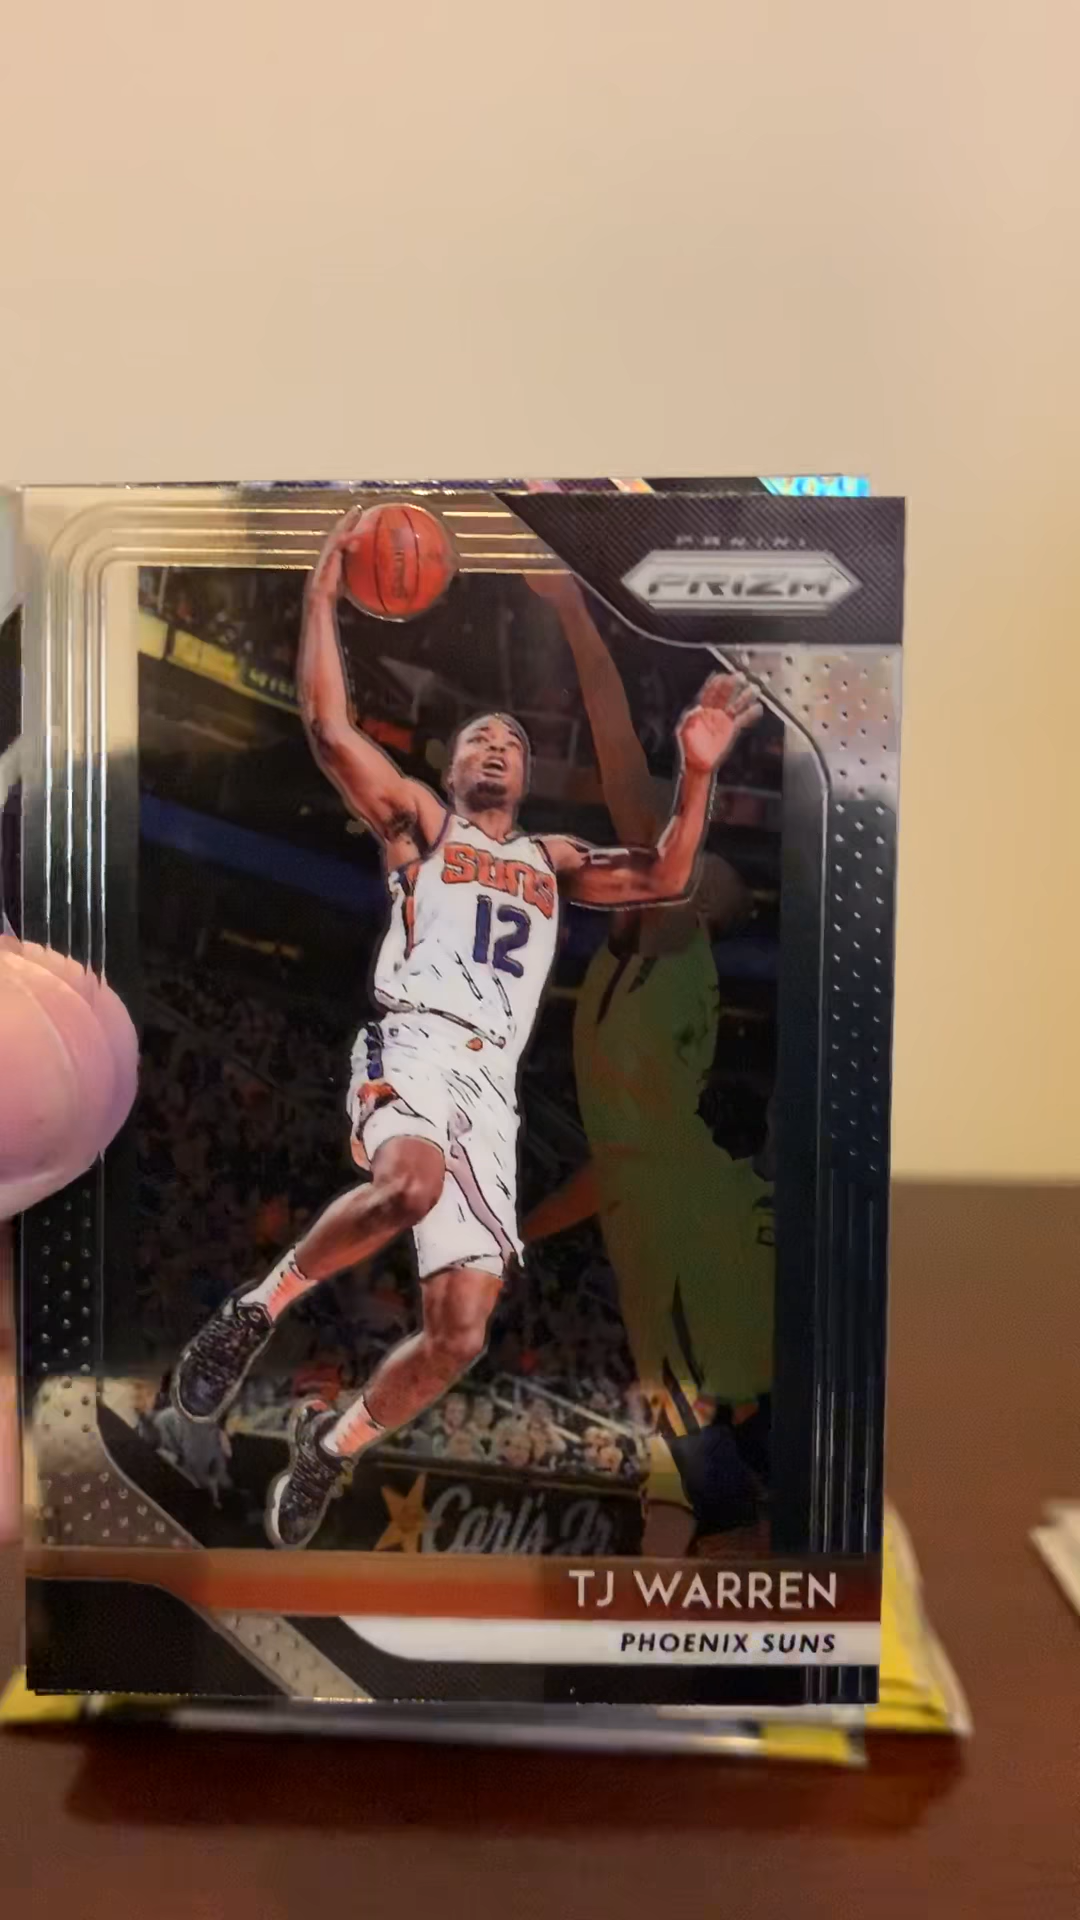 PANINI
PRIZM
SUNS
12
Carl's Jr
TJ WARREN
PHOENIX SUNS